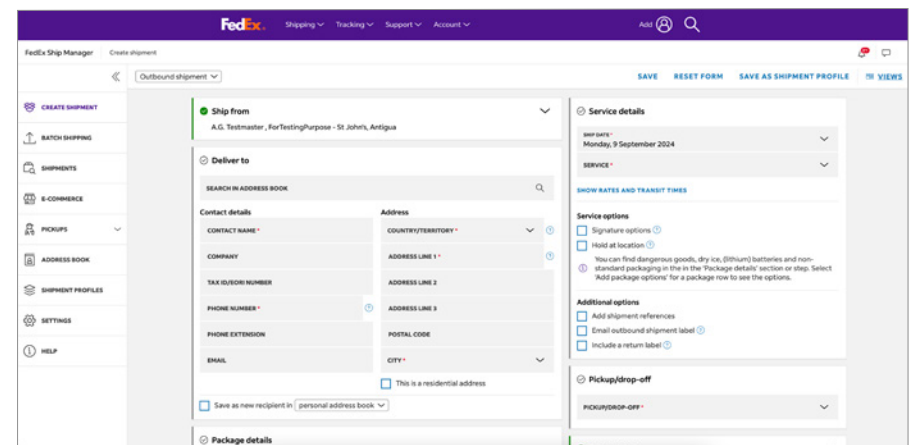 FedEx. Shipping Tracking Support Account Add
FedEx Ship Manager Create shipment
Outbound shipment SAVE RESET FORM SAVE AS SHIPMENT PROFILE VIEWS
CREATE SHIPMENT
BATCH SHIPPING
SHIPMENTS
E-COMMERCE
PICKUPS
ADDRESS BOOK
SHIPMENT PROFILES
SETTINGS
HELP
Ship from
A.G. Testmaster , ForTestingPurpose - St John's, Antigua
Deliver to
SEARCH IN ADDRESS BOOK
Contact details
CONTACT NAME *
COMPANY
TAX ID/EORI NUMBER
PHONE NUMBER *
PHONE EXTENSION
EMAIL
Address
COUNTRY/TERRITORY *
ADDRESS LINE 1 *
ADDRESS LINE 2
ADDRESS LINE 3
POSTAL CODE
CITY *
This is a residential address
Save as new recipient in personal address book
Package details
Service details
SHIP DATE *
Monday, 9 September 2024
SERVICE *
SHOW RATES AND TRANSIT TIMES
Service options
Signature options
Hold at location
You can find dangerous goods, dry ice, (lithium) batteries and non-
standard packaging in the in the 'Package details' section or step. Select
'Add package options' for a package row to see the options.
Additional options
Add shipment references
Email outbound shipment label
Include a return label
Pickup/drop-off
PICKUP/DROP-OFF *